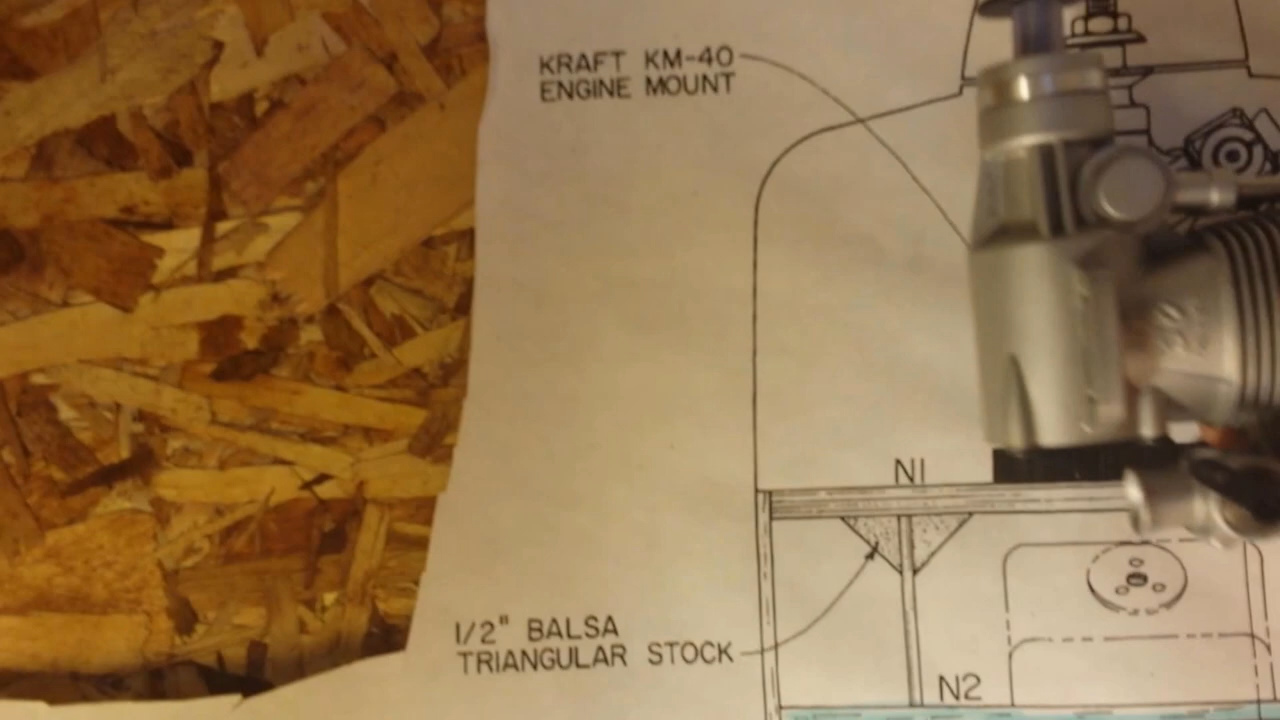 KRAFT KM-40
ENGINE MOUNT
N1
1/2" BALSA
TRIANGULAR STOCK
N2